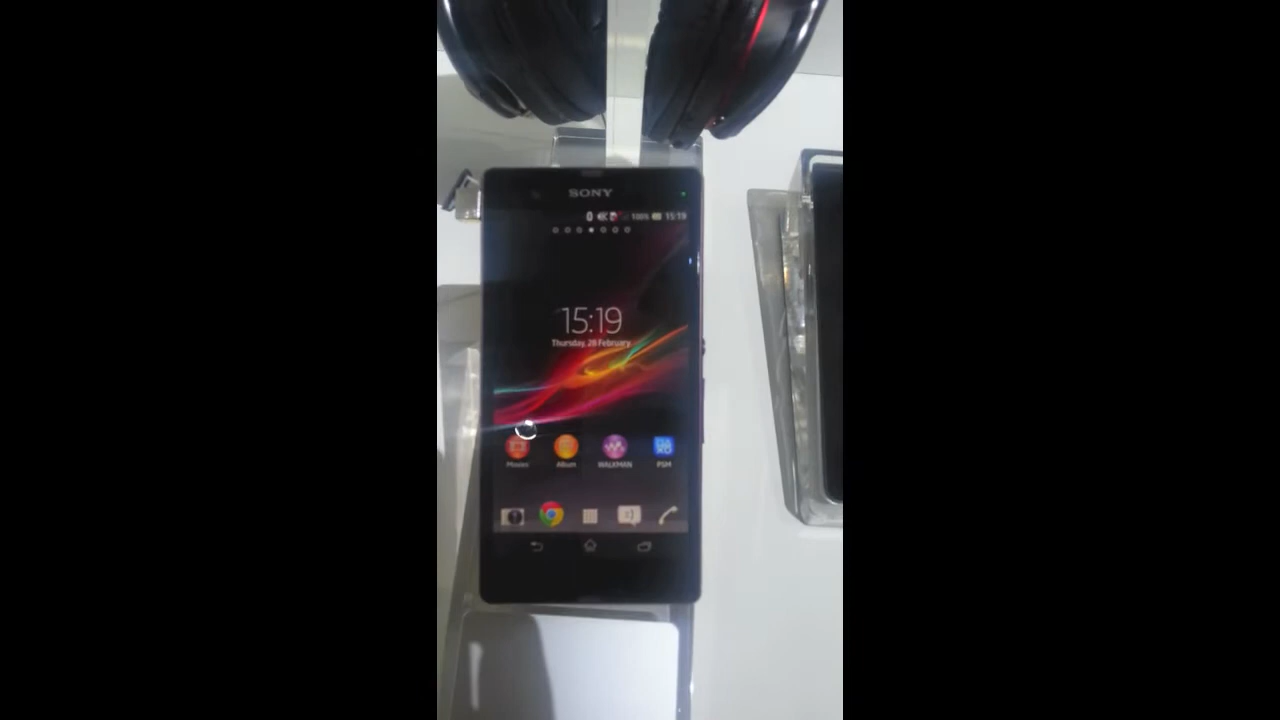 SONY
100% 15:19
15:19
Thursday, 28 February
Movies Album WALKMAN PSM